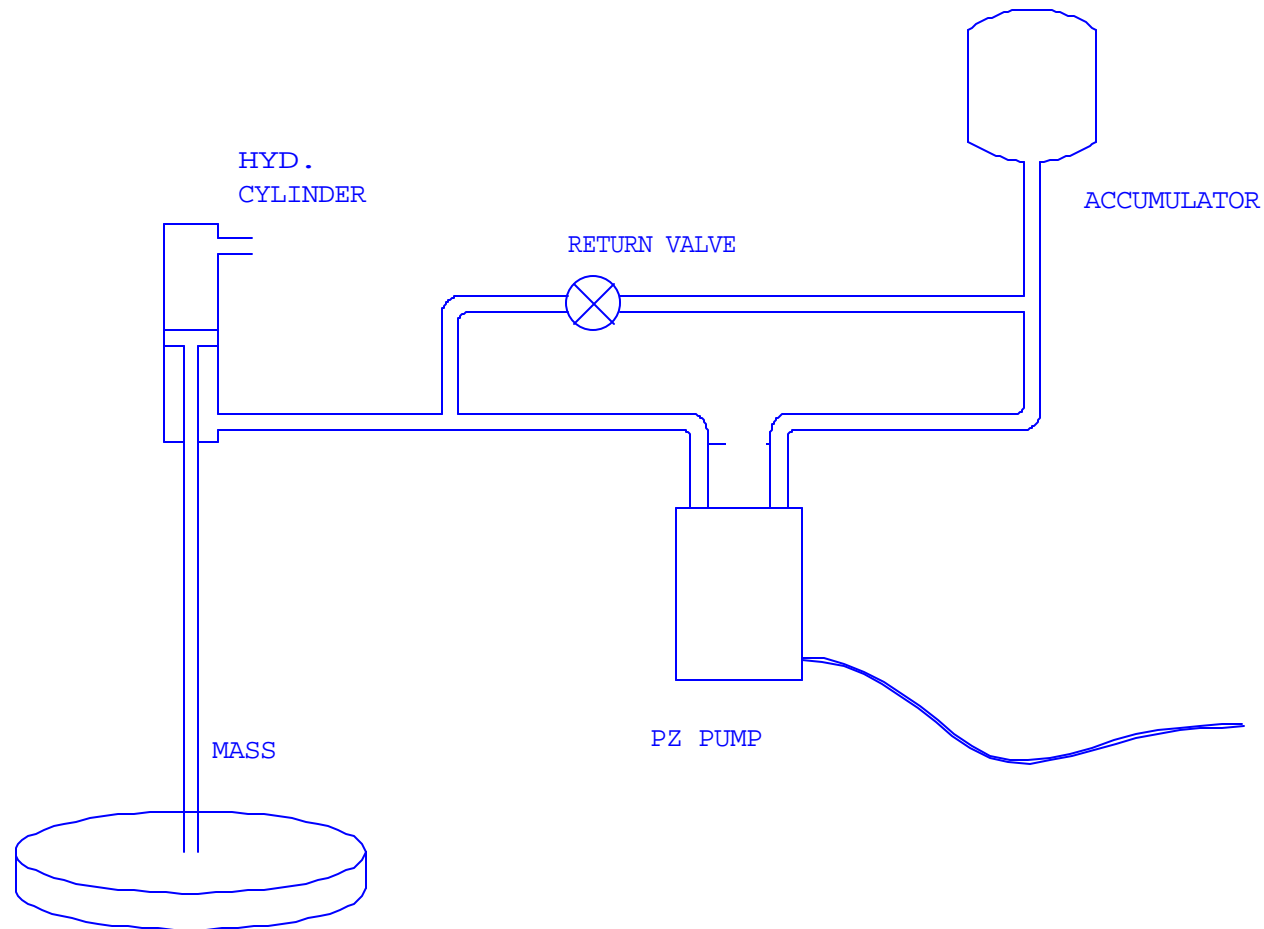 HYD.
CYLINDER
ACCUMULATOR
RETURN VALVE
PZ PUMP
MASS